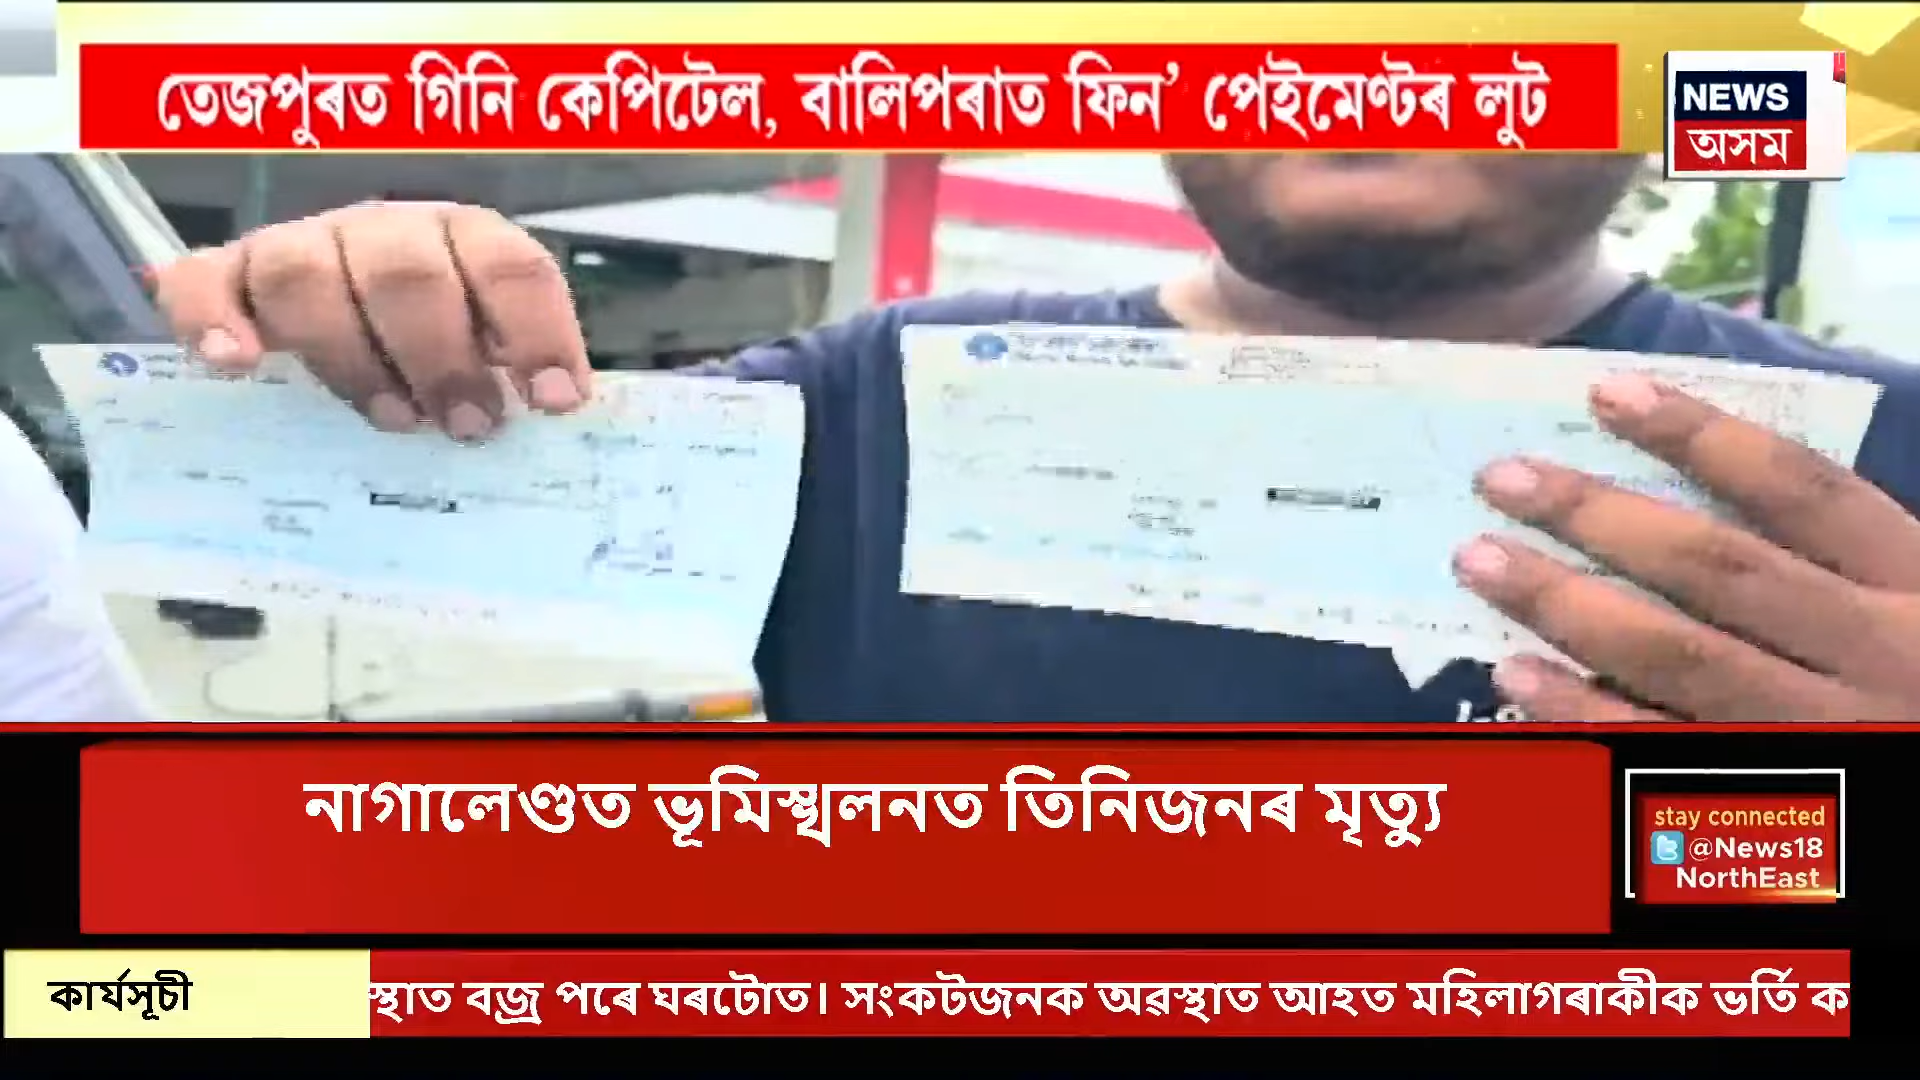 তেজপুৰত গিনি কেপিটেল, বালিপৰাত ফিন’ পেইমেণ্টৰ লুট
NEWS
অসম
নাগালেণ্ডত ভূমিস্খলনত তিনিজনৰ মৃত্যু
stay connected
@News18
NorthEast
কাৰ্যসূচী
স্থাত বজ্ৰ পৰে ঘৰটোত। সংকটজনক অৱস্থাত আহত মহিলাগৰাকীক ভৰ্তি ক